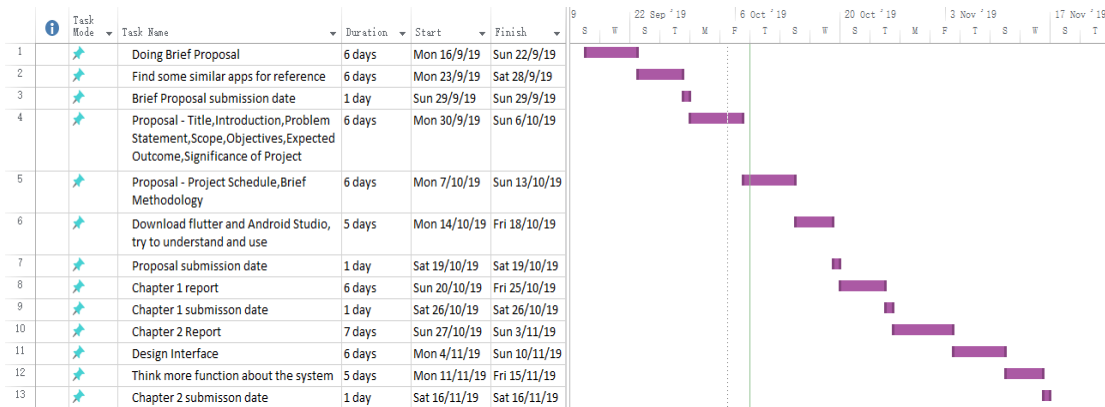 9 22 Sep '19 6 Oct '19 20 Oct '19 3 Nov '19 17 Nov '19
Task Mode Task Name Duration Start Finish S W S T M F T S W S T M F T S W S T
1 Doing Brief Proposal 6 days Mon 16/9/19 Sun 22/9/19
2 Find some similar apps for reference 6 days Mon 23/9/19 Sat 28/9/19
3 Brief Proposal submission date 1 day Sun 29/9/19 Sun 29/9/19
4 Proposal - Title,Introduction,Problem 6 days Mon 30/9/19 Sun 6/10/19
Statement,Scope,Objectives,Expected
Outcome,Significance of Project
5 Proposal - Project Schedule,Brief 6 days Mon 7/10/19 Sun 13/10/19
Methodology
6 Download flutter and Android Studio, 5 days Mon 14/10/19 Fri 18/10/19
try to understand and use
7 Proposal submission date 1 day Sat 19/10/19 Sat 19/10/19
8 Chapter 1 report 6 days Sun 20/10/19 Fri 25/10/19
9 Chapter 1 submisson date 1 day Sat 26/10/19 Sat 26/10/19
10 Chapter 2 Report 7 days Sun 27/10/19 Sun 3/11/19
11 Design Interface 6 days Mon 4/11/19 Sun 10/11/19
12 Think more function about the system 5 days Mon 11/11/19 Fri 15/11/19
13 Chapter 2 submisson date 1 day Sat 16/11/19 Sat 16/11/19